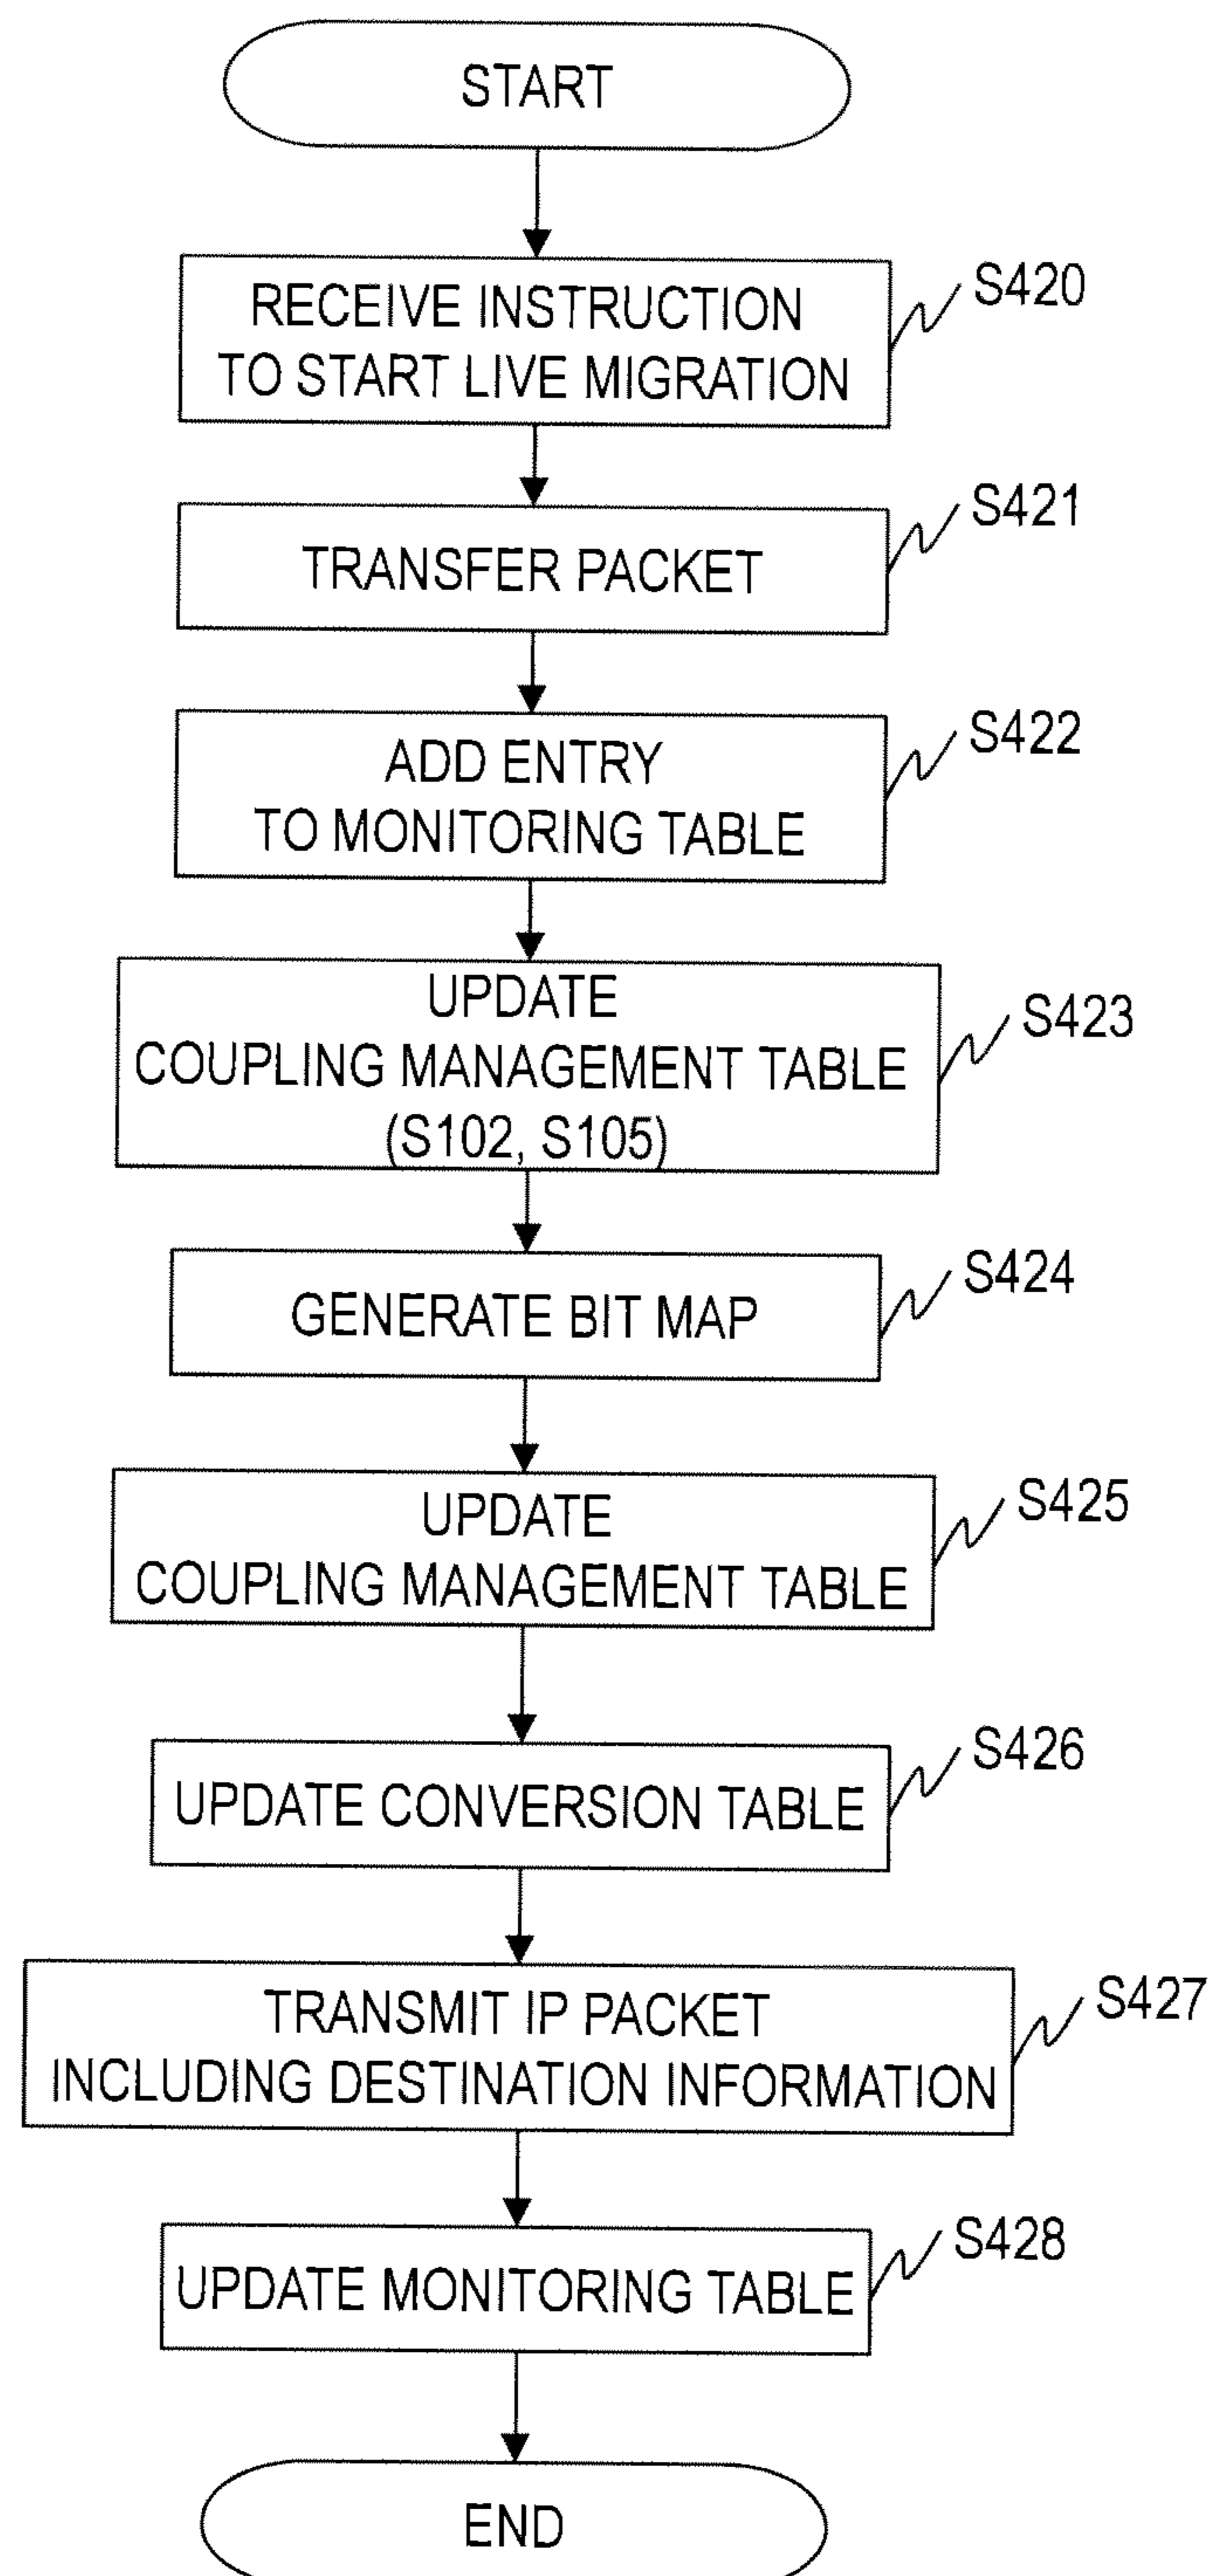 START
S420
RECEIVE INSTRUCTION
TO START LIVE MIGRATION
S421
TRANSFER PACKET
S422
ADD ENTRY
TO MONITORING TABLE
S423
UPDATE
COUPLING MANAGEMENT TABLE
(S102, S105)
S424
GENERATE BIT MAP
S425
UPDATE
COUPLING MANAGEMENT TABLE
S426
UPDATE CONVERSION TABLE
S427
TRANSMIT IP PACKET
INCLUDING DESTINATION INFORMATION
S428
UPDATE MONITORING TABLE
END